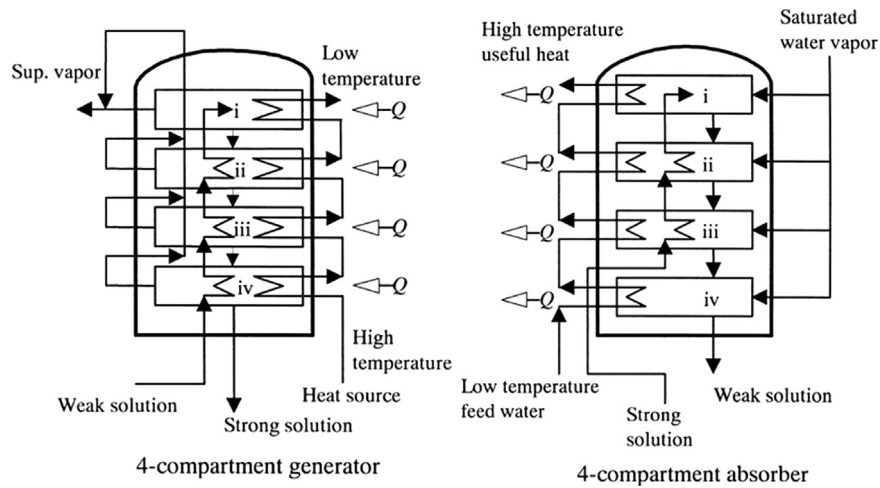 Sup. vapor
Low
temperature
i
Q
ii
Q
iii
Q
iv
Q
High
temperature
Heat source
Weak solution
Strong solution
4-compartment generator
High temperature
useful heat
Saturated
water vapor
Q
i
Q
ii
Q
iii
Q
iv
Low temperature
feed water
Strong
solution
Weak solution
4-compartment absorber